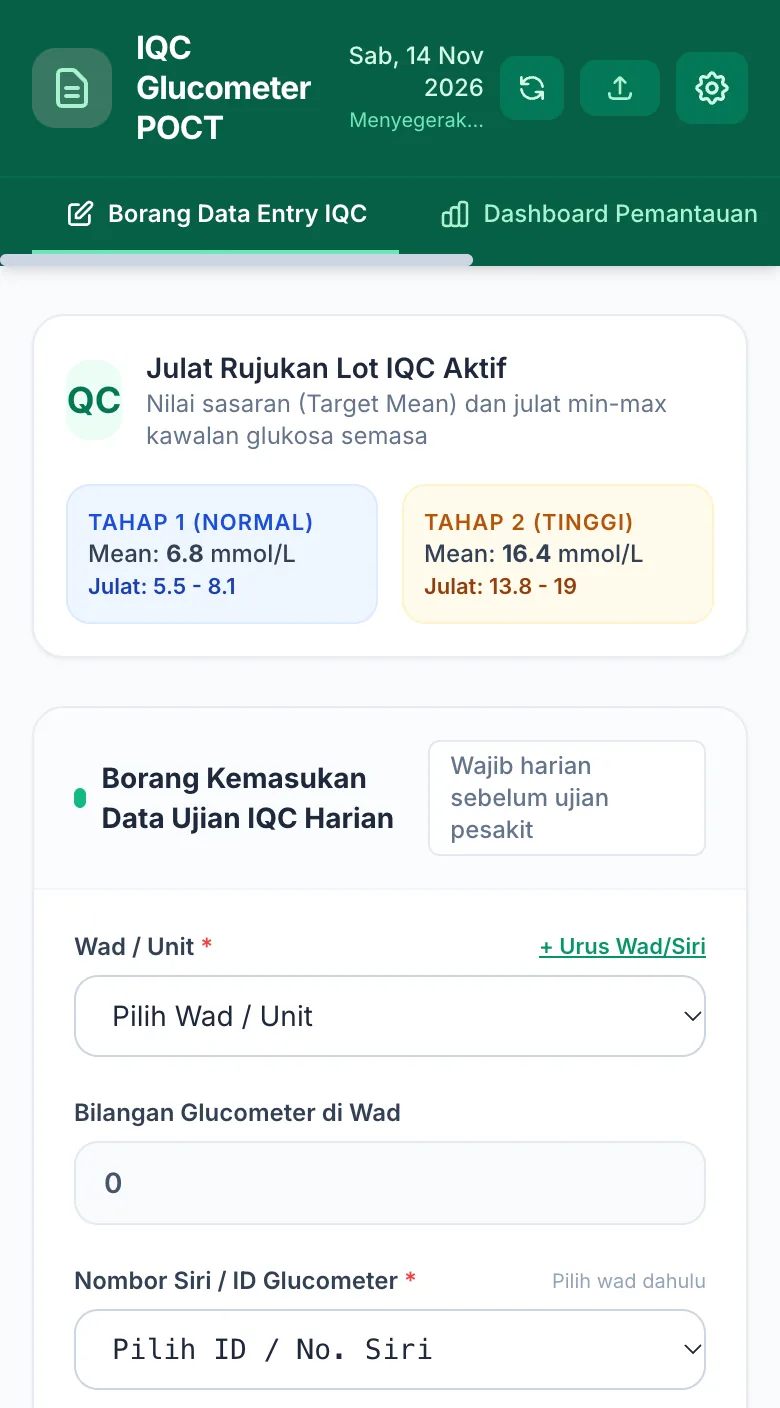 IQC
Glucometer
POCT
Sab, 14 Nov
2026
Menyegerak...
Borang Data Entry IQC
Dashboard Pemantauan
QC
Julat Rujukan Lot IQC Aktif
Nilai sasaran (Target Mean) dan julat min-max
kawalan glukosa semasa
TAHAP 1 (NORMAL)
Mean: 6.8 mmol/L
Julat: 5.5 - 8.1
TAHAP 2 (TINGGI)
Mean: 16.4 mmol/L
Julat: 13.8 - 19
Borang Kemasukan
Data Ujian IQC Harian
Wajib harian
sebelum ujian
pesakit
Wad / Unit *
+ Urus Wad/Siri
Pilih Wad / Unit
Bilangan Glucometer di Wad
0
Nombor Siri / ID Glucometer *
Pilih wad dahulu
Pilih ID / No. Siri